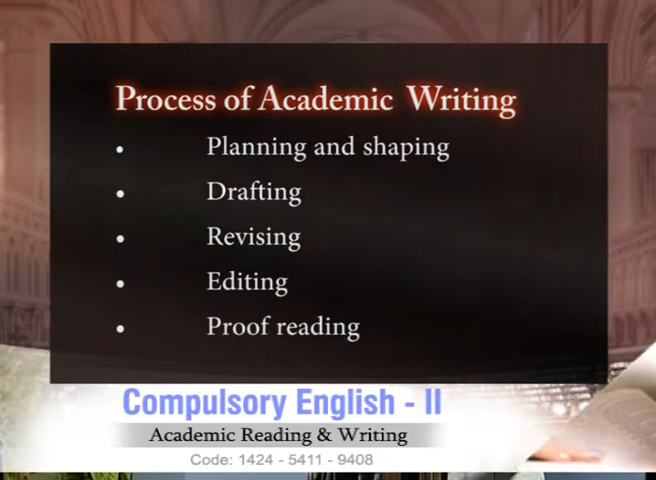 Process of Academic Writing
• Planning and shaping
• Drafting
• Revising
• Editing
• Proof reading
Compulsory English - II
Academic Reading & Writing
Code: 1424 - 5411 - 9408